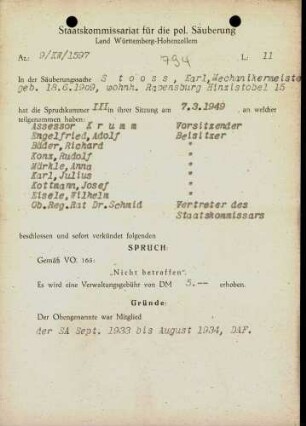 Staatskommissariat für die pol. Säuberung
Land Württemberg-Hohenzollern
Az: 9/KW/1597 794 L: 11
In der Säuberungssache Stooss, Karl, Mechanikermeister
geb. 18.6.1909, wohnh. Ravensburg Hinzistobel 15
hat die Spruchkammer III in ihrer Sitzung am 7.3.1949, an welcher
teilgenommen haben:
Assessor Krumm Vorsitzender
Engelfried, Adolf Beisitzer
Bäder, Richard "
Konz, Rudolf "
Märkle, Anna "
Karl, Julius "
Kottmann, Josef "
Eisele, Wilhelm "
Ob.Reg.Rat Dr.Schmid Vertreter des
Staatskommissars
beschlossen und sofort verkündet folgenden
SPRUCH:
Gemäß VO. 165:
„Nicht betroffen".
Es wird eine Verwaltungsgebühr von DM 5.-- erhoben.
Gründe:
Der Obengenannte war Mitglied
der SA Sept. 1933 bis August 1934, DAF.